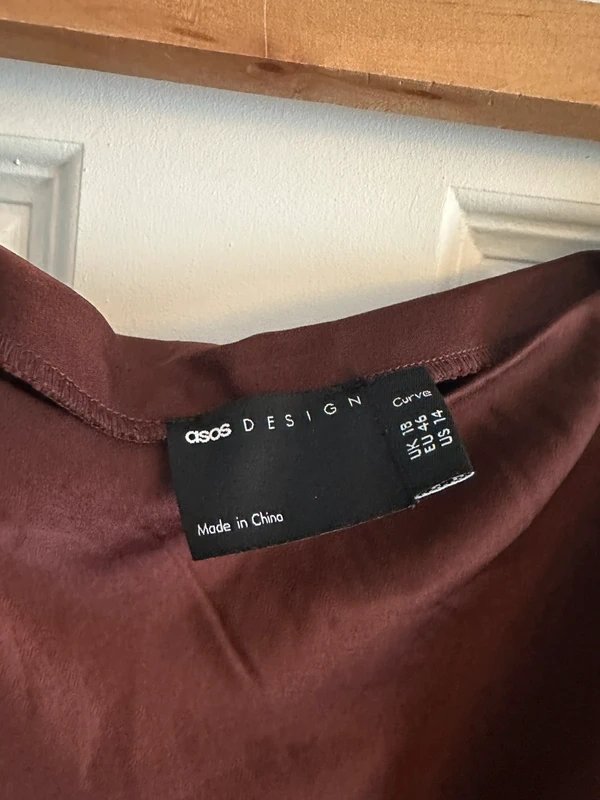 asos DESIGN
Made in China
Curve
UK 18
EU 46
US 14